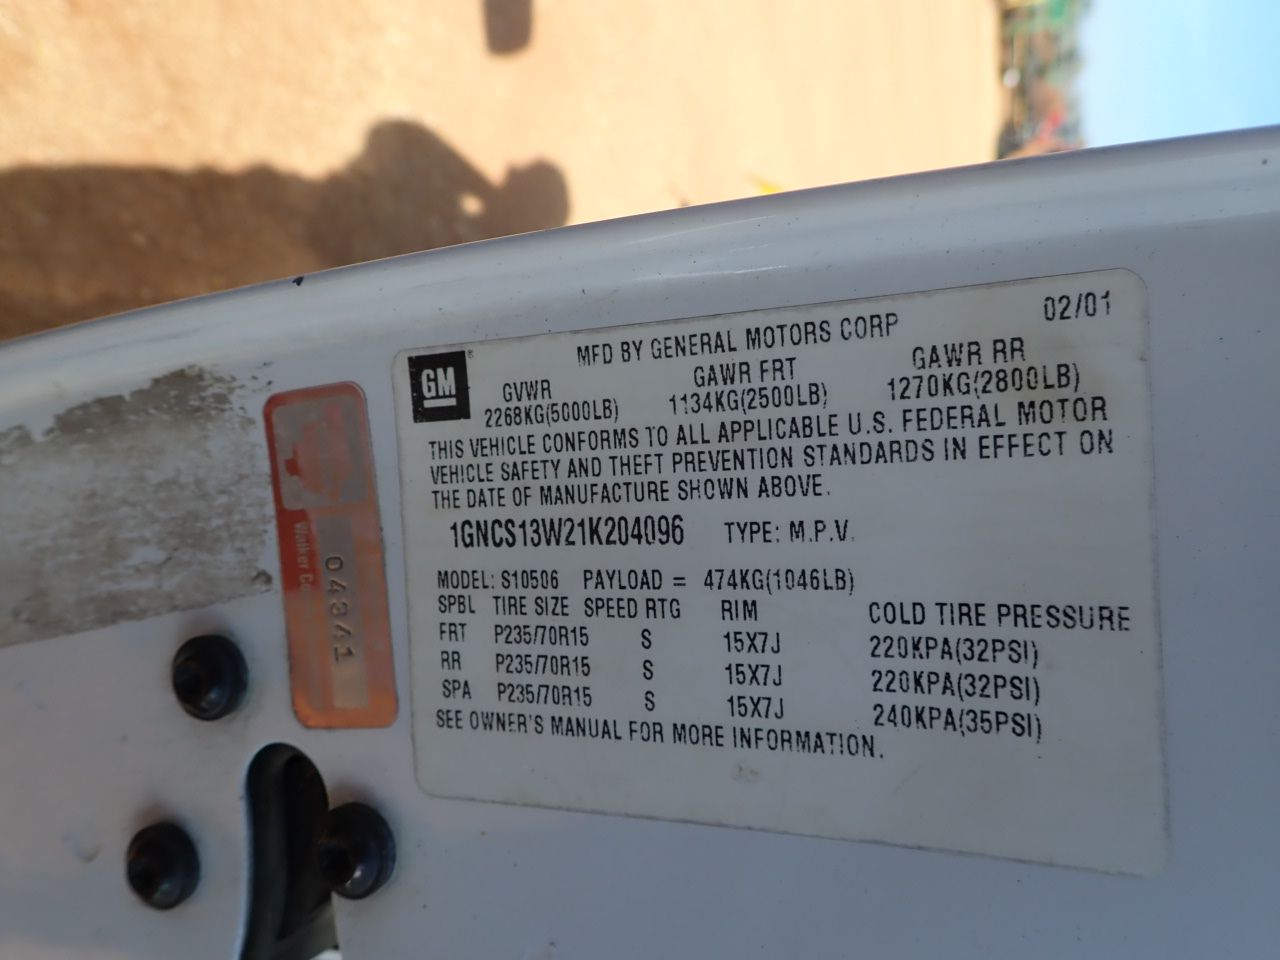 02/01
GM
MFD BY GENERAL MOTORS CORP
GVWR GAWR FRT GAWR RR
2268KG(5000LB) 1134KG(2500LB) 1270KG(2800LB)
THIS VEHICLE CONFORMS TO ALL APPLICABLE U.S. FEDERAL MOTOR
VEHICLE SAFETY AND THEFT PREVENTION STANDARDS IN EFFECT ON
THE DATE OF MANUFACTURE SHOWN ABOVE.
1GNCS13W21K204096 TYPE: M.P.V.
MODEL: S10506 PAYLOAD = 474KG(1046LB)
SPBL TIRE SIZE SPEED RTG RIM COLD TIRE PRESSURE
FRT P235/70R15 S 15X7J 220KPA(32PSI)
RR P235/70R15 S 15X7J 220KPA(32PSI)
SPA P235/70R15 S 15X7J 240KPA(35PSI)
SEE OWNER'S MANUAL FOR MORE INFORMATION.
Walker Co
04341